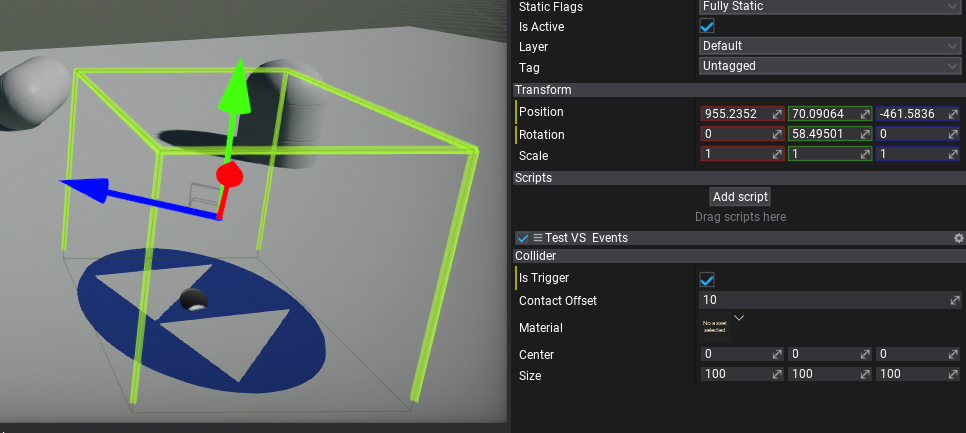 Static Flags Fully Static
Is Active
Layer Default
Tag Untagged
Transform
Position 955.2352 70.09064 -461.5836
Rotation 0 58.49501 0
Scale 1 1 1
Scripts
Add script
Drag scripts here
Test VS Events
Collider
Is Trigger
Contact Offset 10
Material No asset
selected
Center 0 0 0
Size 100 100 100